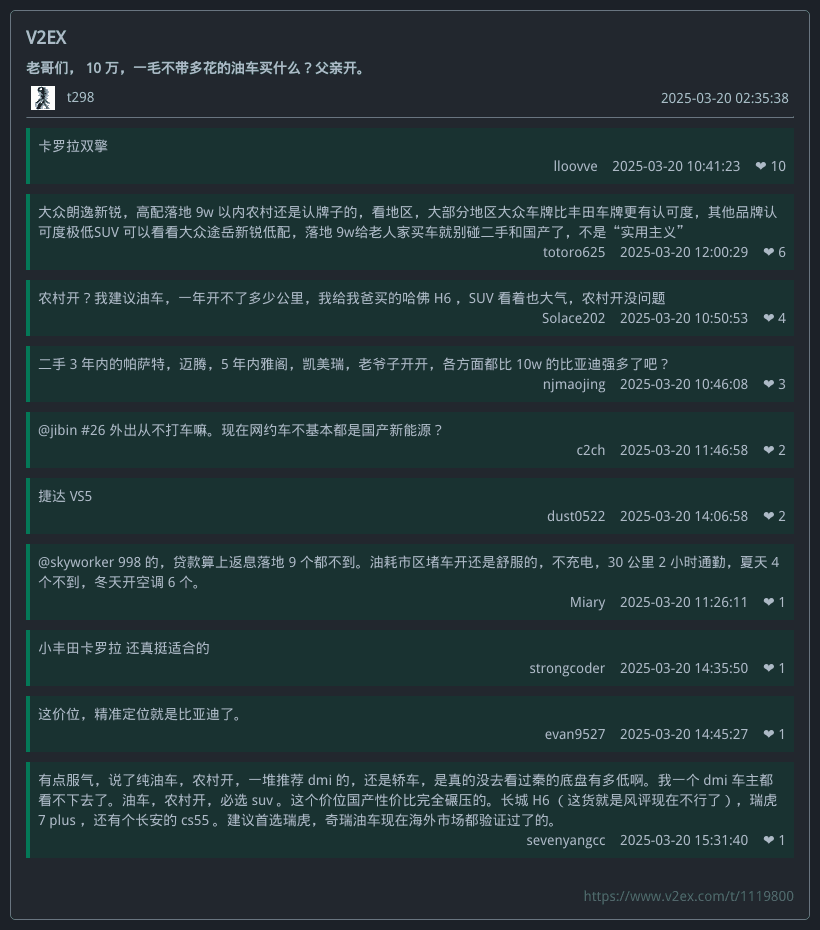 V2EX
老哥们， 10 万，一毛不带多花的油车买什么？父亲开。
t298 2025-03-20 02:35:38
卡罗拉双擎
lloovve 2025-03-20 10:41:23 ❤ 10
大众朗逸新锐，高配落地 9w 以内农村还是认牌子的，看地区，大部分地区大众车牌比丰田车牌更有认可度，其他品牌认
可度极低SUV 可以看看大众途岳新锐低配，落地 9w给老人家买车就别碰二手和国产了，不是“实用主义”
totoro625 2025-03-20 12:00:29 ❤ 6
农村开？我建议油车，一年开不了多少公里，我给我爸买的哈佛 H6 ，SUV 看着也大气，农村开没问题
Solace202 2025-03-20 10:50:53 ❤ 4
二手 3 年内的帕萨特，迈腾，5 年内雅阁，凯美瑞，老爷子开开，各方面都比 10w 的比亚迪强多了吧？
njmaojing 2025-03-20 10:46:08 ❤ 3
@jibin #26 外出从不打车嘛。现在网约车不基本都是国产新能源？
c2ch 2025-03-20 11:46:58 ❤ 2
捷达 VS5
dust0522 2025-03-20 14:06:58 ❤ 2
@skyworker 998 的，贷款算上返息落地 9 个都不到。油耗市区堵车开还是舒服的，不充电，30 公里 2 小时通勤，夏天 4
个不到，冬天开空调 6 个。
Miary 2025-03-20 11:26:11 ❤ 1
小丰田卡罗拉 还真挺适合的
strongcoder 2025-03-20 14:35:50 ❤ 1
这价位，精准定位就是比亚迪了。
evan9527 2025-03-20 14:45:27 ❤ 1
有点服气，说了纯油车，农村开，一堆推荐 dmi 的，还是轿车，是真的没去看过秦的底盘有多低啊。我一个 dmi 车主都
看不下去了。油车，农村开，必选 suv 。这个价位国产性价比完全碾压的。长城 H6 （ 这货就是风评现在不行了 ），瑞虎
7 plus ，还有个长安的 cs55 。建议首选瑞虎，奇瑞油车现在海外市场都验证过了的。
sevenyangcc 2025-03-20 15:31:40 ❤ 1
https://www.v2ex.com/t/1119800